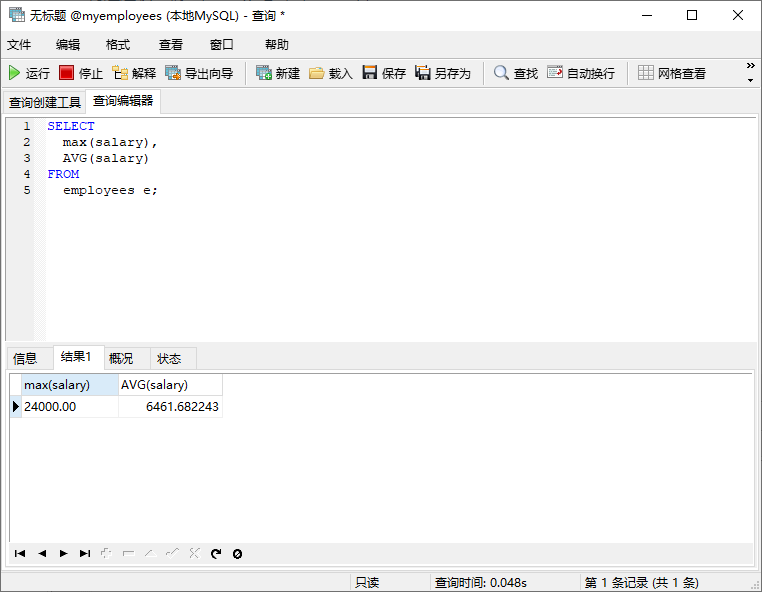 无标题 @myemployees (本地MySQL) - 查询 *
文件 编辑 格式 查看 窗口 帮助
运行 停止 解释 导出向导 新建 载入 保存 另存为 查找 自动换行 网格查看
查询创建工具 查询编辑器
1 SELECT
2 max(salary),
3 AVG(salary)
4 FROM
5 employees e;
信息 结果1 概况 状态
max(salary) AVG(salary)
24000.00 6461.682243
只读 查询时间: 0.048s 第 1 条记录 (共 1 条)